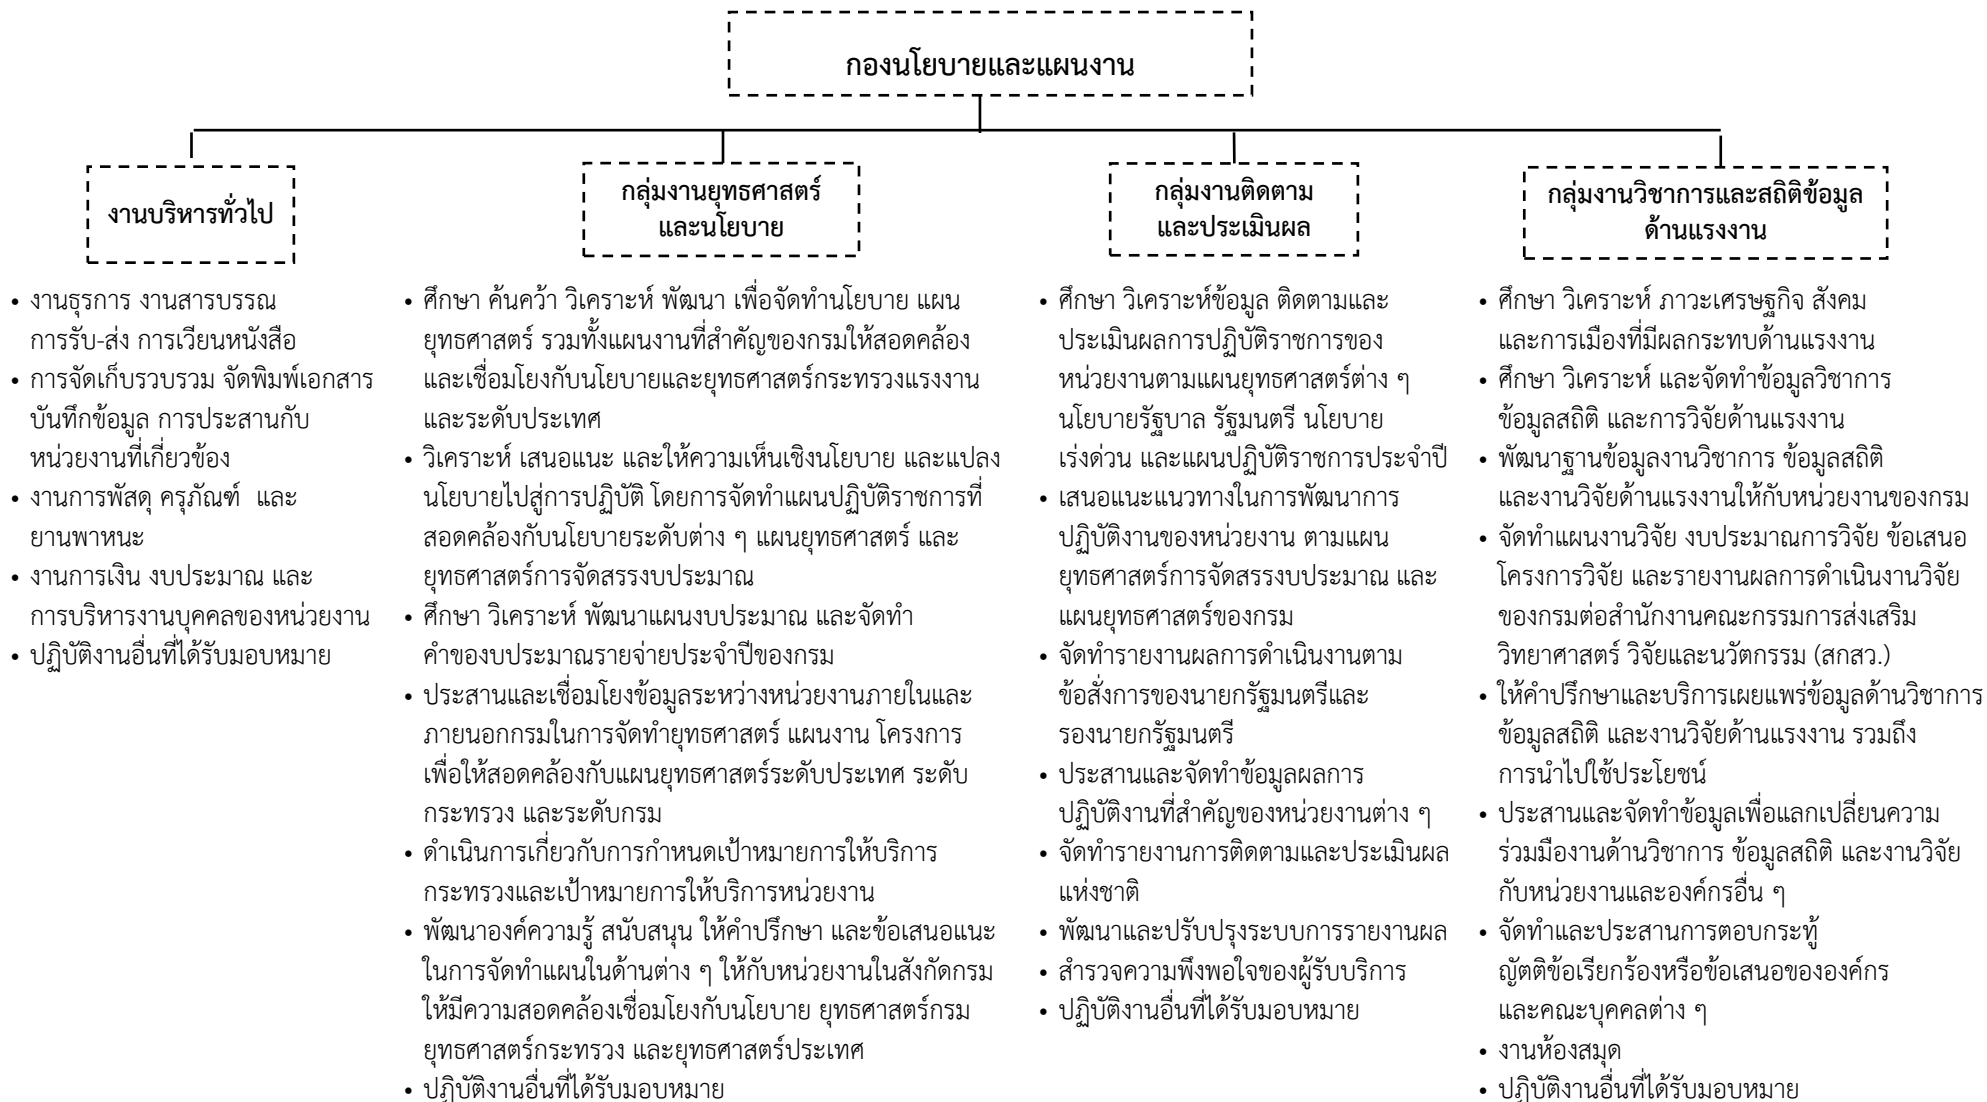 กองนโยบายและแผนงาน
งานบริหารทั่วไป
• งานธุรการ งานสารบรรณ
การรับ-ส่ง การเวียนหนังสือ
• การจัดเก็บรวบรวม จัดพิมพ์เอกสาร
บันทึกข้อมูล การประสานกับ
หน่วยงานที่เกี่ยวข้อง
• งานการพัสดุ ครุภัณฑ์ และ
ยานพาหนะ
• งานการเงิน งบประมาณ และ
การบริหารงานบุคคลของหน่วยงาน
• ปฏิบัติงานอื่นที่ได้รับมอบหมาย
กลุ่มงานยุทธศาสตร์
และนโยบาย
• ศึกษา ค้นคว้า วิเคราะห์ พัฒนา เพื่อจัดทำนโยบาย แผน
ยุทธศาสตร์ รวมทั้งแผนงานที่สำคัญของกรมให้สอดคล้อง
และเชื่อมโยงกับนโยบายและยุทธศาสตร์กระทรวงแรงงาน
และระดับประเทศ
• วิเคราะห์ เสนอแนะ และให้ความเห็นเชิงนโยบาย และแปลง
นโยบายไปสู่การปฏิบัติ โดยการจัดทำแผนปฏิบัติราชการที่
สอดคล้องกับนโยบายระดับต่าง ๆ แผนยุทธศาสตร์ และ
ยุทธศาสตร์การจัดสรรงบประมาณ
• ศึกษา วิเคราะห์ พัฒนาแผนงบประมาณ และจัดทำ
คำของบประมาณรายจ่ายประจำปีของกรม
• ประสานและเชื่อมโยงข้อมูลระหว่างหน่วยงานภายในและ
ภายนอกกรมในการจัดทำยุทธศาสตร์ แผนงาน โครงการ
เพื่อให้สอดคล้องกับแผนยุทธศาสตร์ระดับประเทศ ระดับ
กระทรวง และระดับกรม
• ดำเนินการเกี่ยวกับการกำหนดเป้าหมายการให้บริการ
กระทรวงและเป้าหมายการให้บริการหน่วยงาน
• พัฒนาองค์ความรู้ สนับสนุน ให้คำปรึกษา และข้อเสนอแนะ
ในการจัดทำแผนในด้านต่าง ๆ ให้กับหน่วยงานในสังกัดกรม
ให้มีความสอดคล้องเชื่อมโยงกับนโยบาย ยุทธศาสตร์กรม
ยุทธศาสตร์กระทรวง และยุทธศาสตร์ประเทศ
• ปฏิบัติงานอื่นที่ได้รับมอบหมาย
กลุ่มงานติดตาม
และประเมินผล
• ศึกษา วิเคราะห์ข้อมูล ติดตามและ
ประเมินผลการปฏิบัติราชการของ
หน่วยงานตามแผนยุทธศาสตร์ต่าง ๆ
นโยบายรัฐบาล รัฐมนตรี นโยบาย
เร่งด่วน และแผนปฏิบัติราชการประจำปี
• เสนอแนะแนวทางในการพัฒนาการ
ปฏิบัติงานของหน่วยงาน ตามแผน
ยุทธศาสตร์การจัดสรรงบประมาณ และ
แผนยุทธศาสตร์ของกรม
• จัดทำรายงานผลการดำเนินงานตาม
ข้อสั่งการของนายกรัฐมนตรีและ
รองนายกรัฐมนตรี
• ประสานและจัดทำข้อมูลผลการ
ปฏิบัติงานที่สำคัญของหน่วยงานต่าง ๆ
• จัดทำรายงานการติดตามและประเมินผล
แห่งชาติ
• พัฒนาและปรับปรุงระบบการรายงานผล
• สำรวจความพึงพอใจของผู้รับบริการ
• ปฏิบัติงานอื่นที่ได้รับมอบหมาย
กลุ่มงานวิชาการและสถิติข้อมูล
ด้านแรงงาน
• ศึกษา วิเคราะห์ ภาวะเศรษฐกิจ สังคม
และการเมืองที่มีผลกระทบด้านแรงงาน
• ศึกษา วิเคราะห์ และจัดทำข้อมูลวิชาการ
ข้อมูลสถิติ และการวิจัยด้านแรงงาน
• พัฒนาฐานข้อมูลงานวิชาการ ข้อมูลสถิติ
และงานวิจัยด้านแรงงานให้กับหน่วยงานของกรม
• จัดทำแผนงานวิจัย งบประมาณการวิจัย ข้อเสนอ
โครงการวิจัย และรายงานผลการดำเนินงานวิจัย
ของกรมต่อสำนักงานคณะกรรมการส่งเสริม
วิทยาศาสตร์ วิจัยและนวัตกรรม (สกสว.)
• ให้คำปรึกษาและบริการเผยแพร่ข้อมูลด้านวิชาการ
ข้อมูลสถิติ และงานวิจัยด้านแรงงาน รวมถึง
การนำไปใช้ประโยชน์
• ประสานและจัดทำข้อมูลเพื่อแลกเปลี่ยนความ
ร่วมมืองานด้านวิชาการ ข้อมูลสถิติ และงานวิจัย
กับหน่วยงานและองค์กรอื่น ๆ
• จัดทำและประสานการตอบกระทู้
ญัตติข้อเรียกร้องหรือข้อเสนอขององค์กร
และคณะบุคคลต่าง ๆ
• งานห้องสมุด
• ปฏิบัติงานอื่นที่ได้รับมอบหมาย